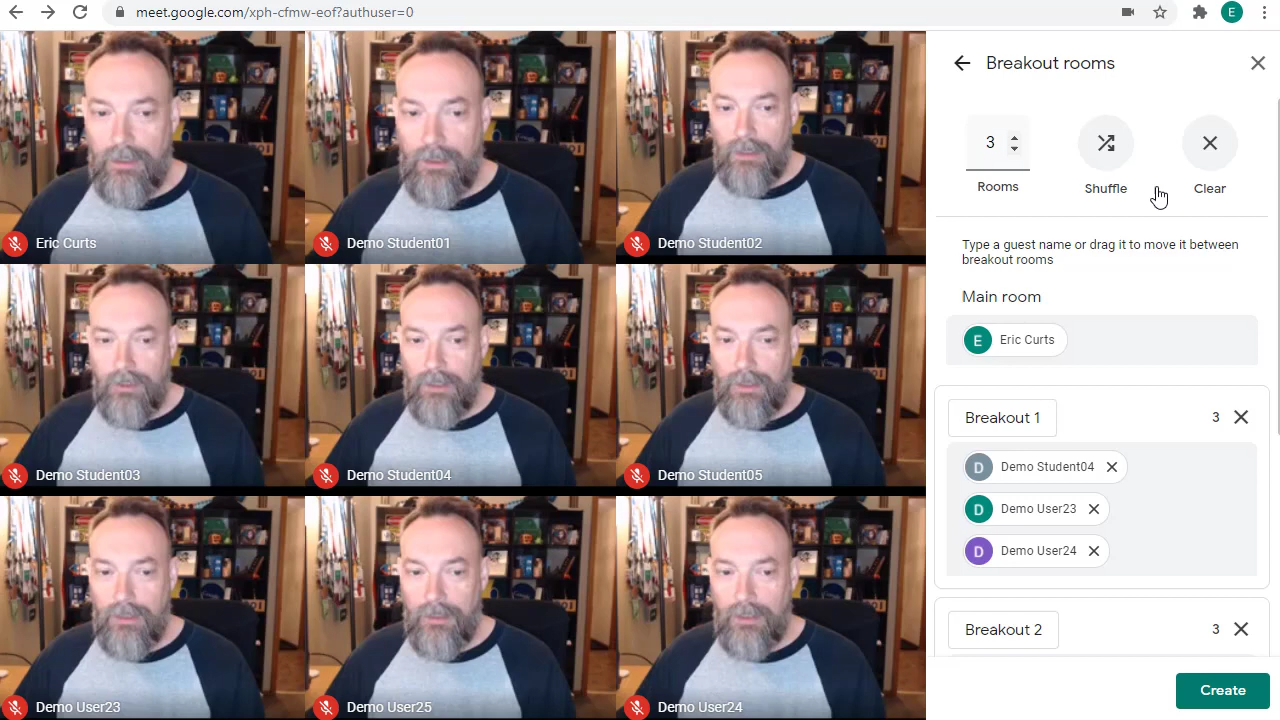 meet.google.com/xph-cfmw-eof?authuser=0
E
Breakout rooms
3
Rooms
Shuffle
Clear
Type a guest name or drag it to move it between
breakout rooms
Main room
E Eric Curts
Breakout 1 3
D Demo Student04
D Demo User23
D Demo User24
Breakout 2 3
Create
Eric Curts
Demo Student01
Demo Student02
Demo Student03
Demo Student04
Demo Student05
Demo User23
Demo User25
Demo User24